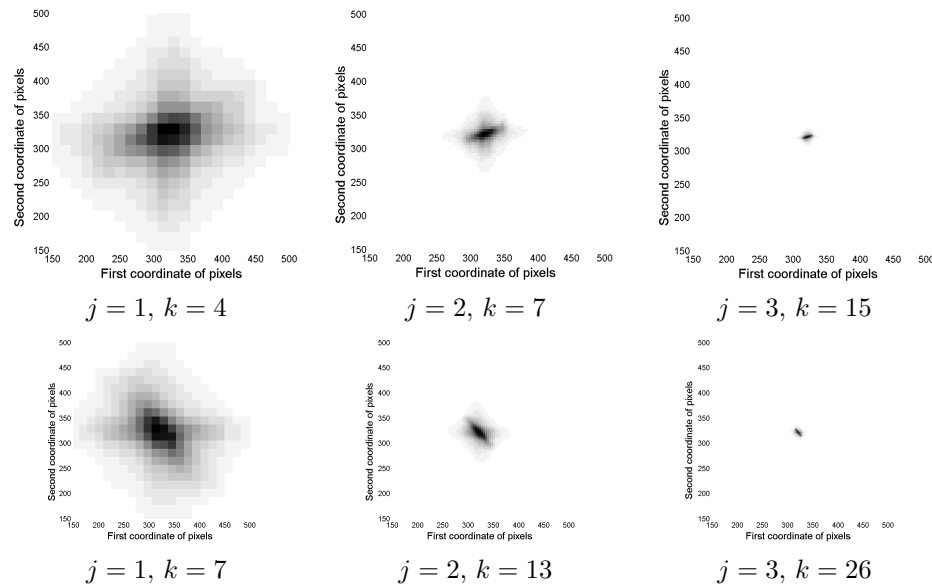 500
450
400
350
300
250
200
150
Second coordinate of pixels
150 200 250 300 350 400 450 500
First coordinate of pixels
j = 1, k = 4
500
450
400
350
300
250
200
150
Second coordinate of pixels
150 200 250 300 350 400 450 500
First coordinate of pixels
j = 2, k = 7
500
450
400
350
300
250
200
150
Second coordinate of pixels
150 200 250 300 350 400 450 500
First coordinate of pixels
j = 3, k = 15
500
450
400
350
300
250
200
150
Second coordinate of pixels
150 200 250 300 350 400 450 500
First coordinate of pixels
j = 1, k = 7
500
450
400
350
300
250
200
150
Second coordinate of pixels
150 200 250 300 350 400 450 500
First coordinate of pixels
j = 2, k = 13
500
450
400
350
300
250
200
150
Second coordinate of pixels
150 200 250 300 350 400 450 500
First coordinate of pixels
j = 3, k = 26